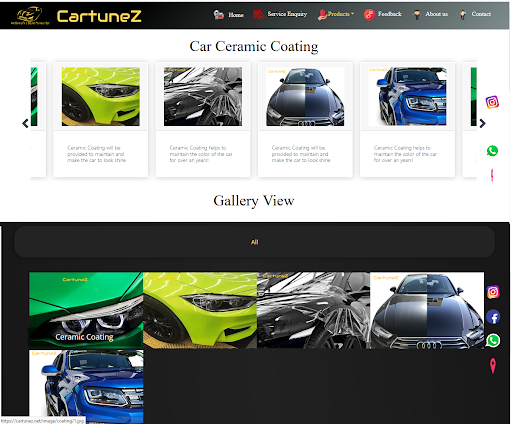 CartuneZ
Home
Service Enquiry
Products
Feedback
About us
Contact
Car Ceramic Coating
Ceramic Coating will be
provided to maintain and
make the car to look shine.
Ceramic Coating helps to
maintain the color of the car
for over an years!
Ceramic Coating will be
provided to maintain and
make the car to look shine.
Ceramic Coating helps to
maintain the color of the car
for over an years!
Gallery View
All
CartuneZ
CartuneZ
CartuneZ
Ceramic Coating
CartuneZ
https://cartunez.net/image/coating/1.jpg